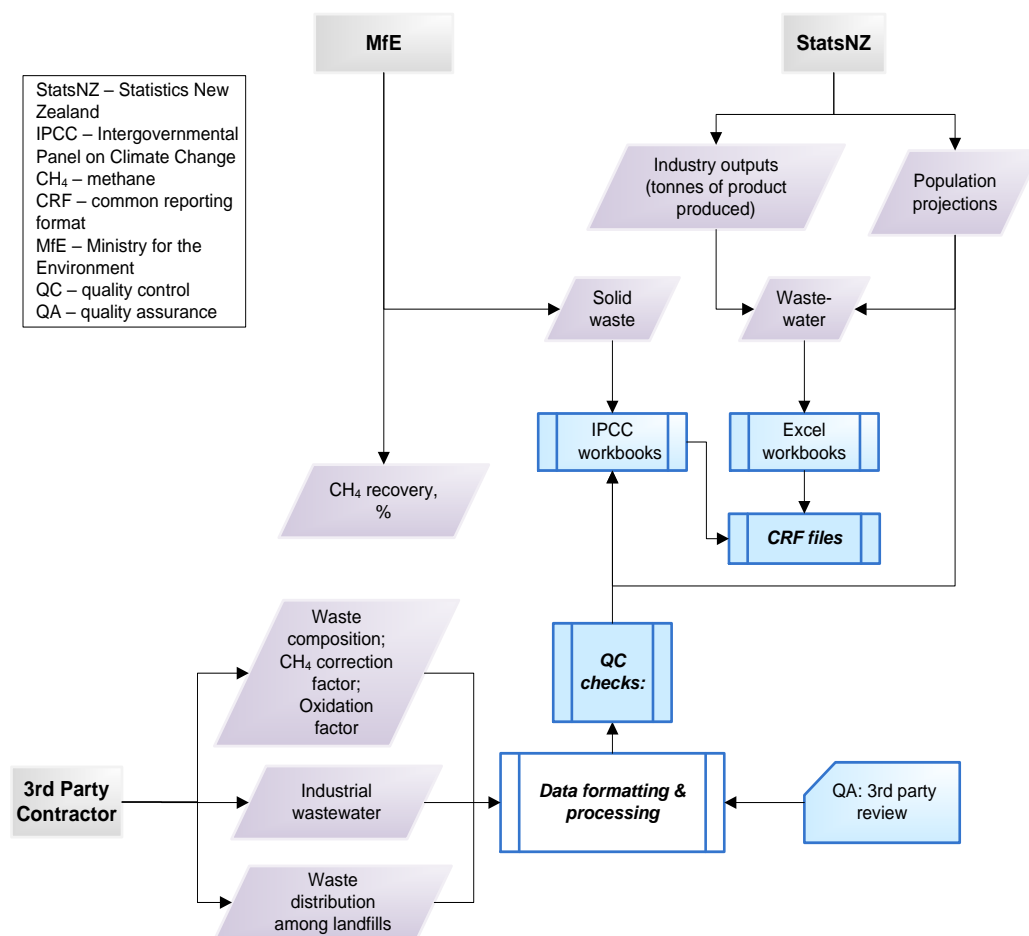 MfE
StatsNZ
StatsNZ – Statistics New
Zealand
IPCC – Intergovernmental
Panel on Climate Change
CH₄ – methane
CRF – common reporting
format
MfE – Ministry for the
Environment
QC – quality control
QA – quality assurance
Industry outputs
(tonnes of product
produced)
Population
projections
Solid
waste
Waste-
water
IPCC
workbooks
Excel
workbooks
CH₄ recovery,
%
CRF files
Waste
composition;
CH₄ correction
factor;
Oxidation
factor
QC
checks:
3rd Party
Contractor
Industrial
wastewater
Data formatting &
processing
QA: 3rd party
review
Waste
distribution
among landfills